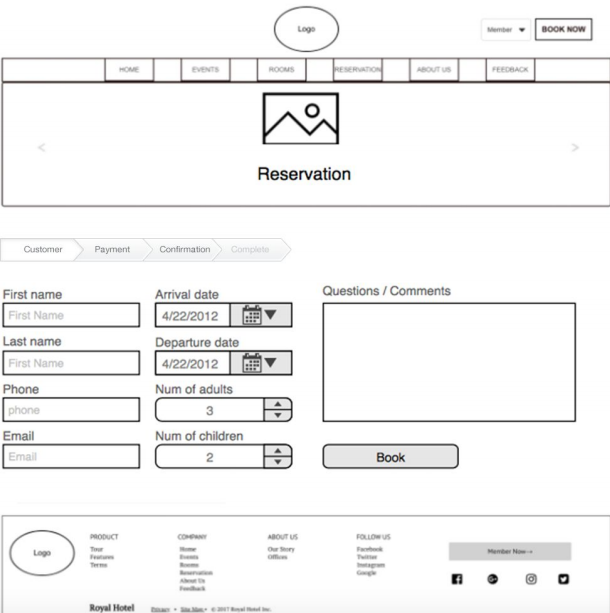 Logo
Member
BOOK NOW
HOME EVENTS ROOMS RESERVATION ABOUT US FEEDBACK
< >
Reservation
Customer Payment Confirmation Complete
First name
First Name
Last name
First Name
Phone
phone
Email
Email
Arrival date
4/22/2012
Departure date
4/22/2012
Num of adults
3
Num of children
2
Questions / Comments
Book
Logo
PRODUCT
Tour
Features
Terms
COMPANY
Home
Events
Rooms
Reservation
About Us
Feedback
ABOUT US
Our Story
Offices
FOLLOW US
Facebook
Twitter
Instagram
Google
Member Now→
Royal Hotel Privacy • Site Map • © 2017 Royal Hotel Inc.